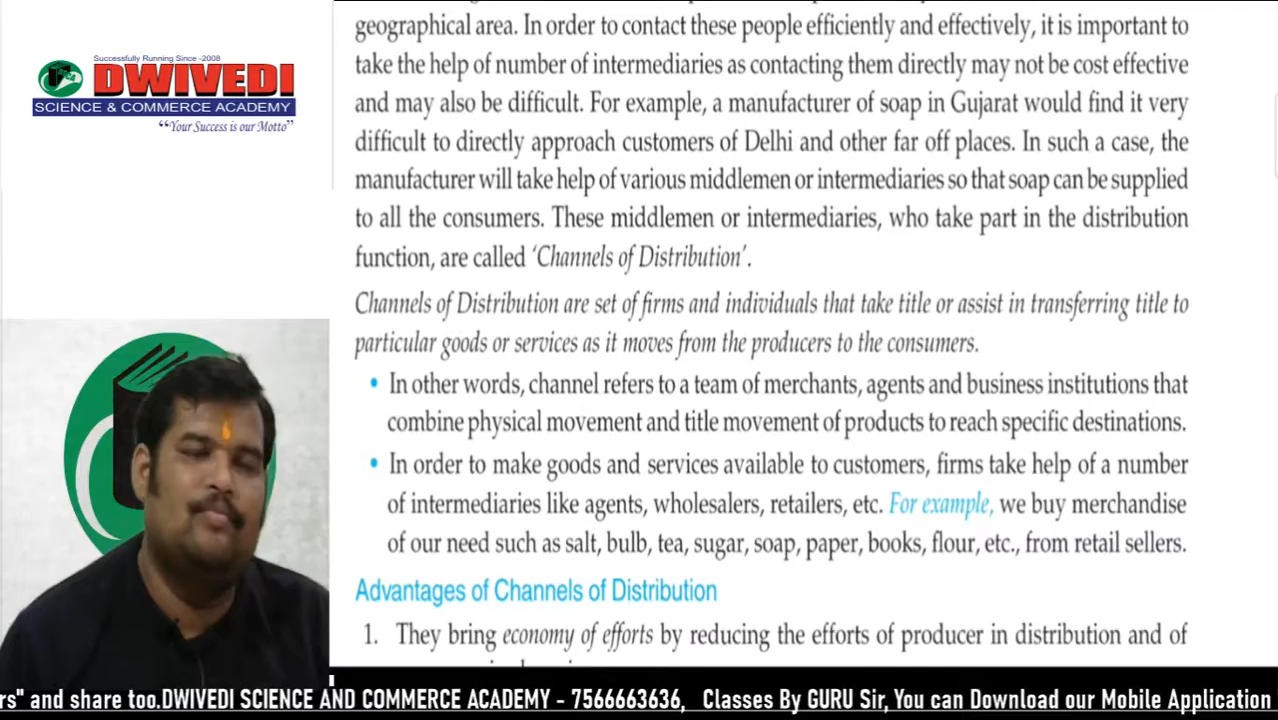 geographical area. In order to contact these people efficiently and effectively, it is important to
take the help of number of intermediaries as contacting them directly may not be cost effective
and may also be difficult. For example, a manufacturer of soap in Gujarat would find it very
difficult to directly approach customers of Delhi and other far off places. In such a case, the
manufacturer will take help of various middlemen or intermediaries so that soap can be supplied
to all the consumers. These middlemen or intermediaries, who take part in the distribution
function, are called ‘Channels of Distribution’.
Channels of Distribution are set of firms and individuals that take title or assist in transferring title to
particular goods or services as it moves from the producers to the consumers.
• In other words, channel refers to a team of merchants, agents and business institutions that
combine physical movement and title movement of products to reach specific destinations.
• In order to make goods and services available to customers, firms take help of a number
of intermediaries like agents, wholesalers, retailers, etc. For example, we buy merchandise
of our need such as salt, bulb, tea, sugar, soap, paper, books, flour, etc., from retail sellers.
Advantages of Channels of Distribution
1. They bring economy of efforts by reducing the efforts of producer in distribution and of
Successfully Running Since -2008
DWIVEDI
SCIENCE & COMMERCE ACADEMY
“Your Success is our Motto”
rs" and share too.DWIVEDI SCIENCE AND COMMERCE ACADEMY - 7566663636, Classes By GURU Sir, You can Download our Mobile Application